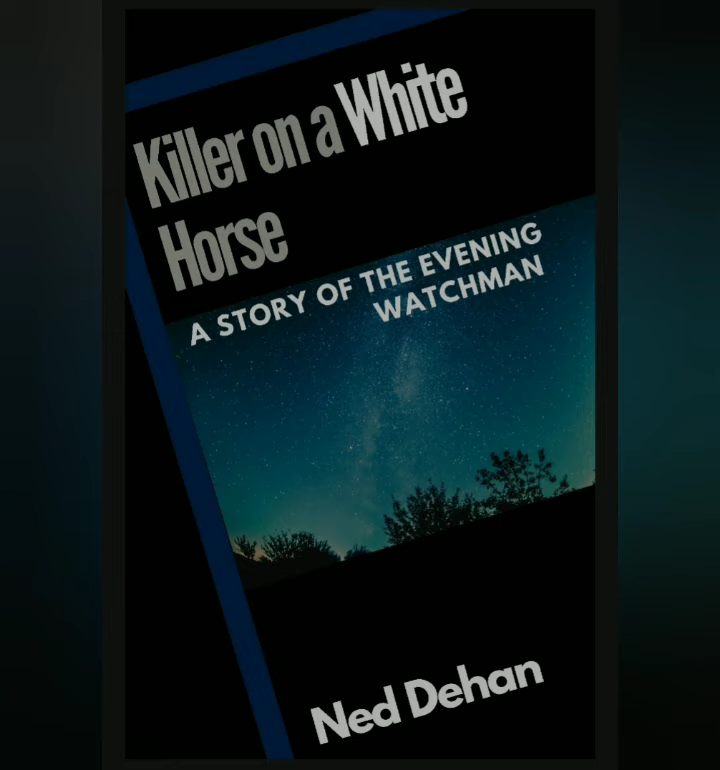 Killer on a White
Horse
A STORY OF THE EVENING
WATCHMAN
Ned Dehan